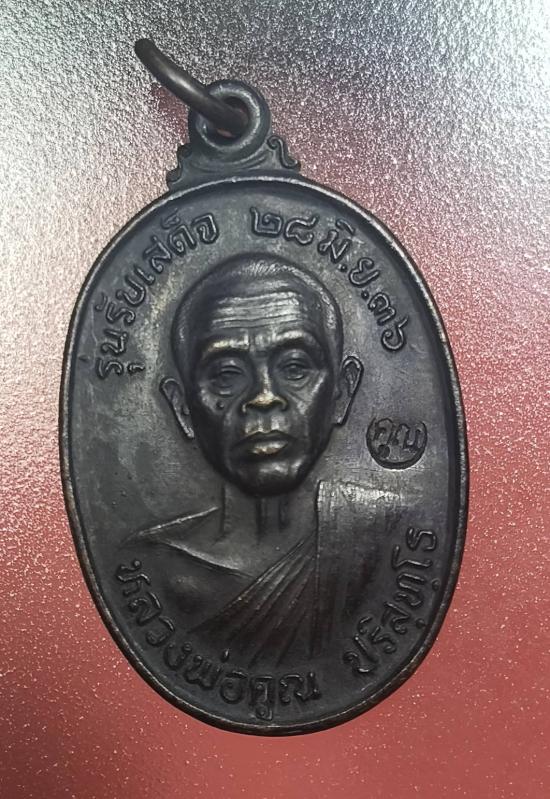 รุ่นรับเสด็จ ๒๘ มิ.ย.๓๖
คูณ
หลวงพ่อคูณ ปริสุทฺโธ